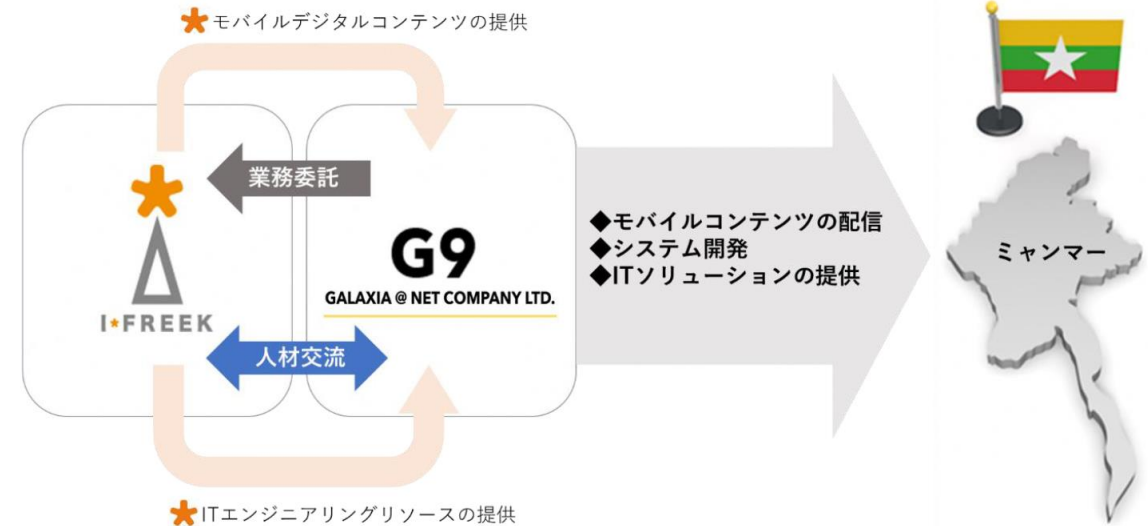 モバイルデジタルコンテンツの提供
業務委託
G9
GALAXIA @ NET COMPANY LTD.
I★FREEK
人材交流
◆モバイルコンテンツの配信
◆システム開発
◆ITソリューションの提供
ミャンマー
ITエンジニアリングリソースの提供